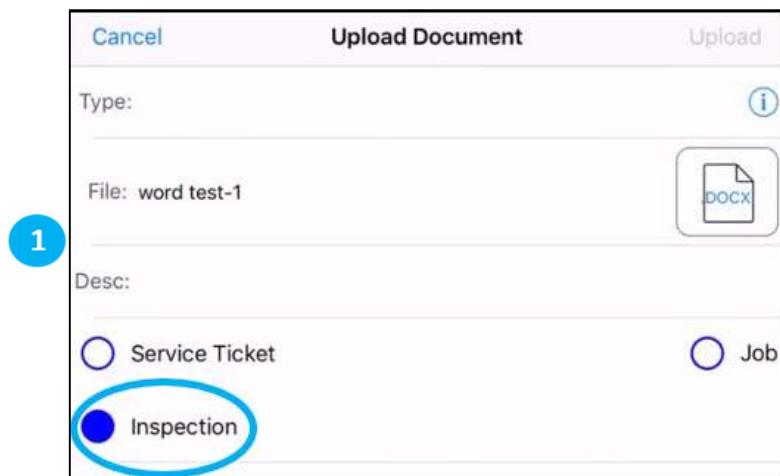 Cancel Upload Document Upload
Type: i
File: word test-1 .DOCX
1
Desc:
Service Ticket Job
Inspection